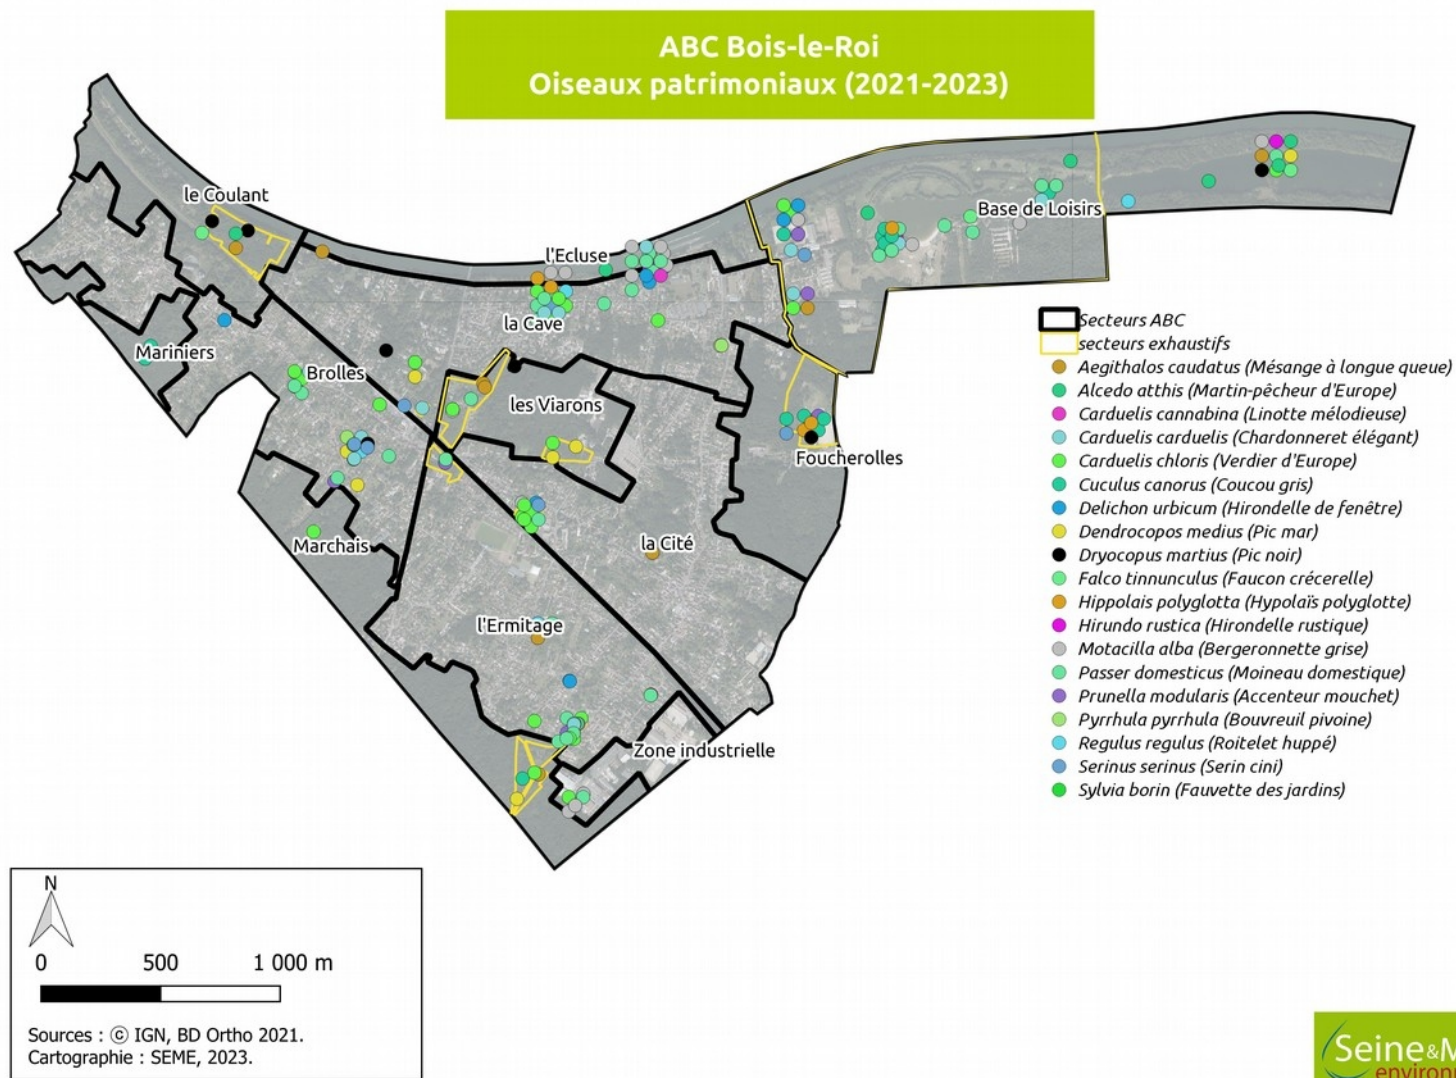 ABC Bois-le-Roi
Oiseaux patrimoniaux (2021-2023)
le Coulant
l'Ecluse
Base de Loisirs
la Cave
Mariniers
Brolles
les Viarons
Foucherolles
Marchais
la Cité
l'Ermitage
Zone industrielle
Secteurs ABC
secteurs exhaustifs
Aegithalos caudatus (Mésange à longue queue)
Alcedo atthis (Martin-pêcheur d'Europe)
Carduelis cannabina (Linotte mélodieuse)
Carduelis carduelis (Chardonneret élégant)
Carduelis chloris (Verdier d'Europe)
Cuculus canorus (Coucou gris)
Delichon urbicum (Hirondelle de fenêtre)
Dendrocopos medius (Pic mar)
Dryocopus martius (Pic noir)
Falco tinnunculus (Faucon crécerelle)
Hippolais polyglotta (Hypolaïs polyglotte)
Hirundo rustica (Hirondelle rustique)
Motacilla alba (Bergeronnette grise)
Passer domesticus (Moineau domestique)
Prunella modularis (Accenteur mouchet)
Pyrrhula pyrrhula (Bouvreuil pivoine)
Regulus regulus (Roitelet huppé)
Serinus serinus (Serin cini)
Sylvia borin (Fauvette des jardins)
N
0 500 1 000 m
Sources : © IGN, BD Ortho 2021.
Cartographie : SEME, 2023.
Seine&M
environ